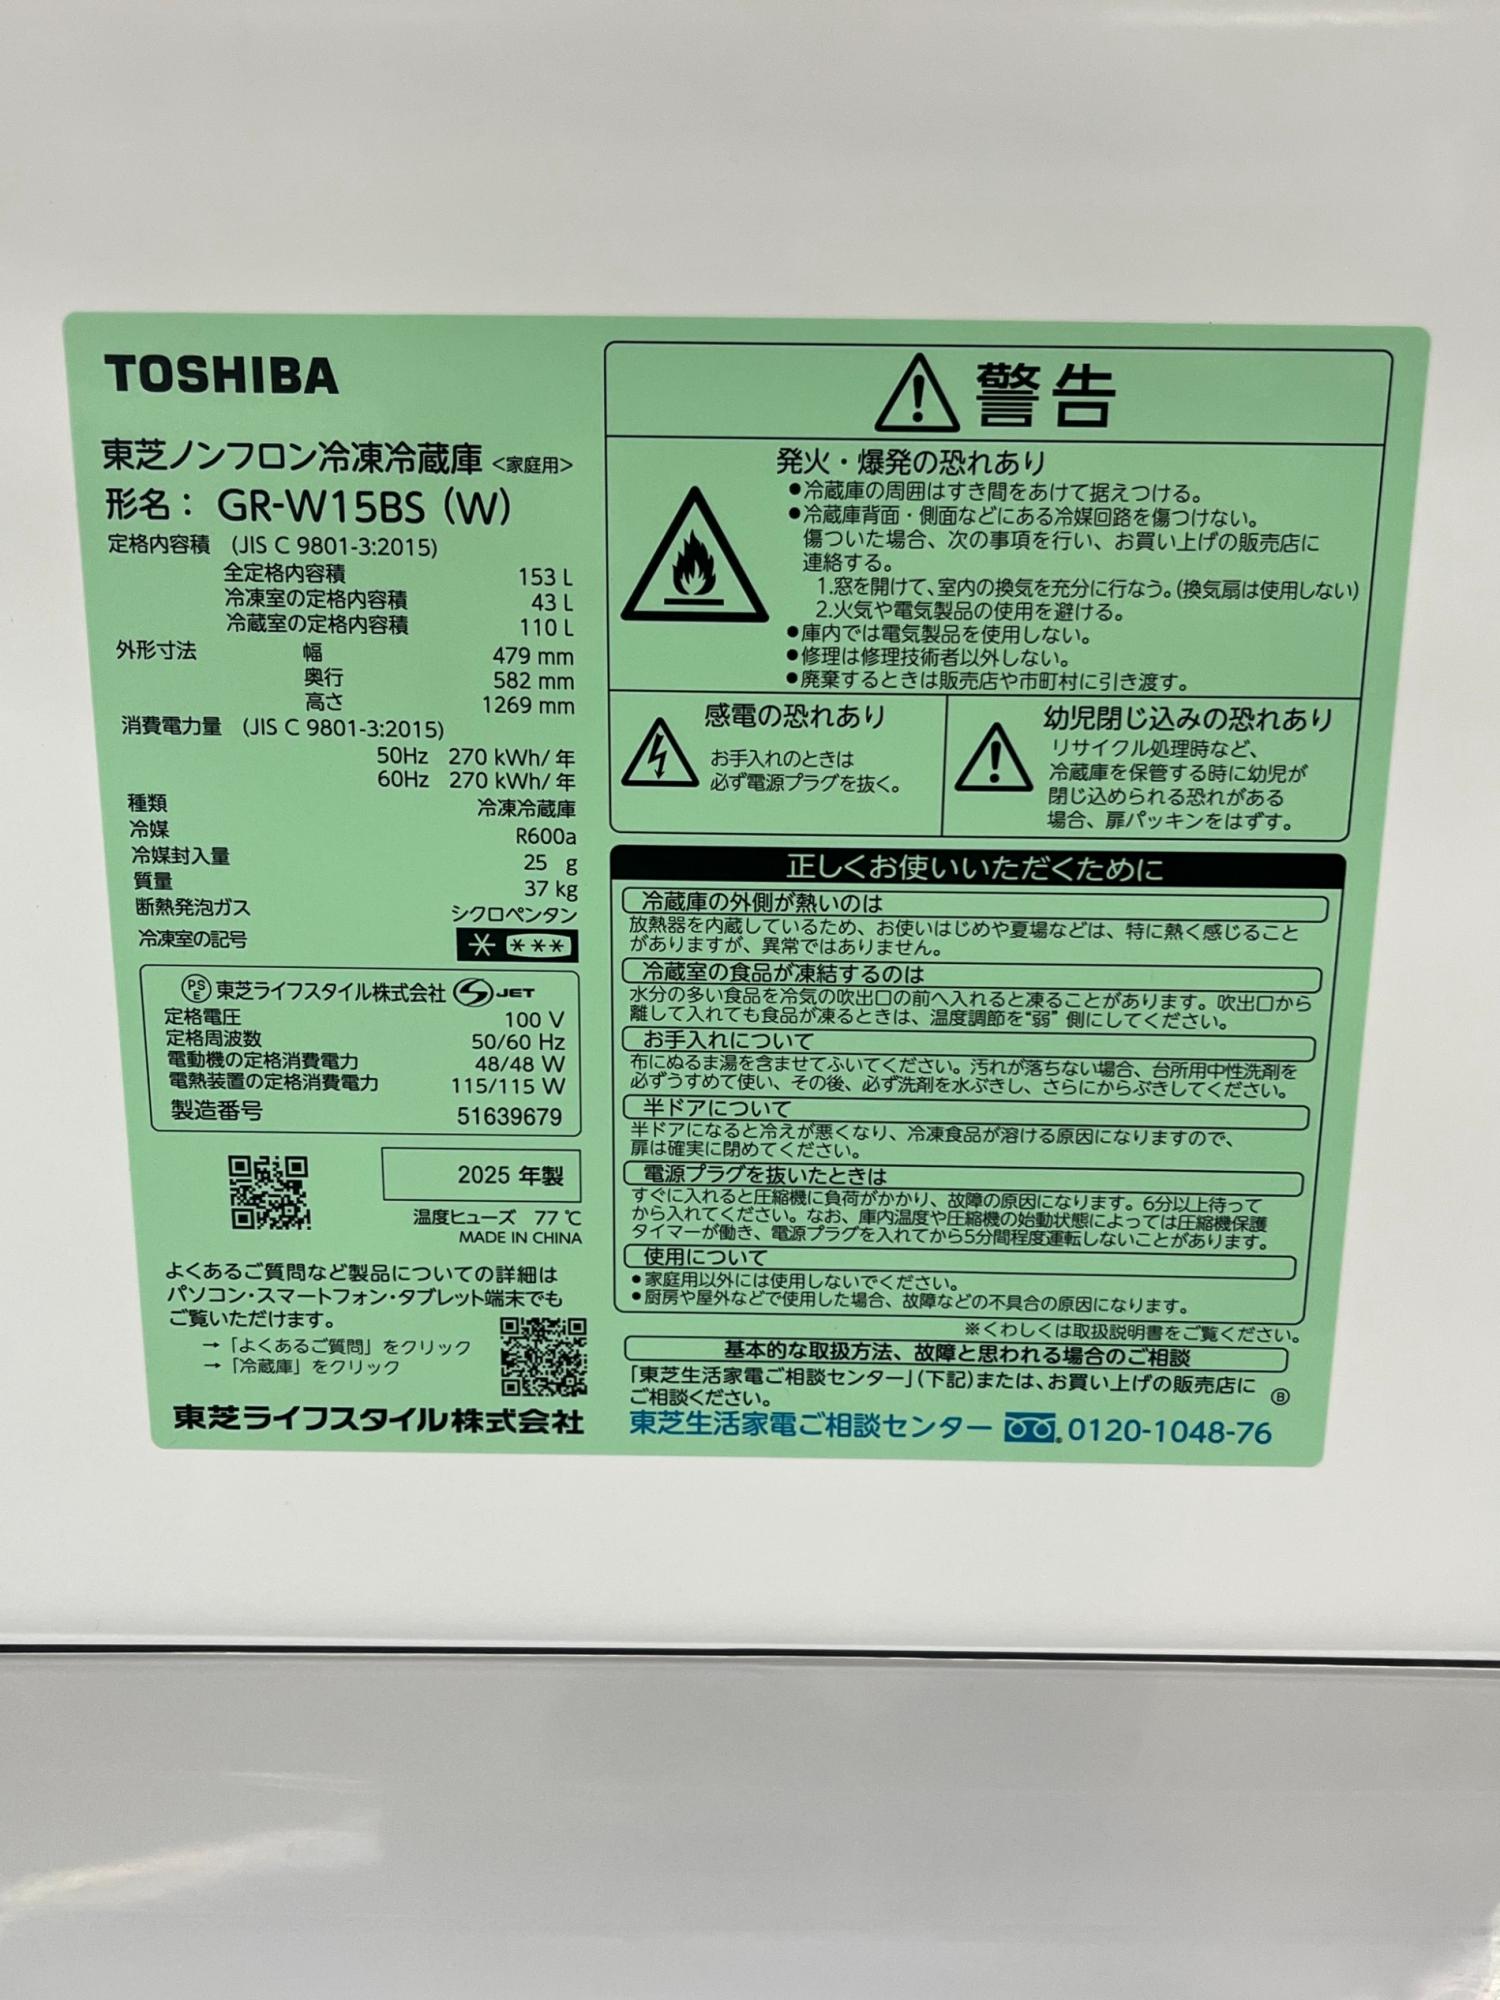 TOSHIBA
東芝ノンフロン冷凍冷蔵庫 <家庭用>
形名： GR-W15BS (W)
定格内容積 (JIS C 9801-3:2015)
全定格内容積 153 L
冷凍室の定格内容積 43 L
冷蔵室の定格内容積 110 L
外形寸法 幅 479 mm
奥行 582 mm
高さ 1269 mm
消費電力量 (JIS C 9801-3:2015)
50Hz 270 kWh/年
60Hz 270 kWh/年
種類 冷凍冷蔵庫
冷媒 R600a
冷媒封入量 25 g
質量 37 kg
断熱発泡ガス シクロペンタン
冷凍室の記号
PSE 東芝ライフスタイル株式会社 S JET
定格電圧 100 V
定格周波数 50/60 Hz
電動機の定格消費電力 48/48 W
電熱装置の定格消費電力 115/115 W
製造番号 51639679
2025 年製
温度ヒューズ 77 ℃
MADE IN CHINA
よくあるご質問など製品についての詳細は
パソコン・スマートフォン・タブレット端末でも
ご覧いただけます。
→「よくあるご質問」をクリック
→「冷蔵庫」をクリック
東芝ライフスタイル株式会社
警告
発火・爆発の恐れあり
●冷蔵庫の周囲はすき間をあけて据えつける。
●冷蔵庫背面・側面などにある冷媒回路を傷つけない。
傷ついた場合、次の事項を行い、お買い上げの販売店に
連絡する。
1.窓を開けて、室内の換気を充分に行なう。(換気扇は使用しない)
2.火気や電気製品の使用を避ける。
●庫内では電気製品を使用しない。
●修理は修理技術者以外しない。
●廃棄するときは販売店や市町村に引き渡す。
感電の恐れあり
お手入れのときは
必ず電源プラグを抜く。
幼児閉じ込みの恐れあり
リサイクル処理時など、
冷蔵庫を保管する時に幼児が
閉じ込められる恐れがある
場合、扉パッキンをはずす。
正しくお使いいただくために
冷蔵庫の外側が熱いのは
放熱器を内蔵しているため、お使いはじめや夏場などは、特に熱く感じること
がありますが、異常ではありません。
冷蔵室の食品が凍結するのは
水分の多い食品を冷気の吹出口の前へ入れると凍ることがあります。吹出口から
離して入れても食品が凍るときは、温度調節を“弱”側にしてください。
お手入れについて
布にぬるま湯を含ませてふいてください。汚れが落ちない場合、台所用中性洗剤を
必ずうすめて使い、その後、必ず洗剤を水ぶきし、さらにからぶきしてください。
半ドアについて
半ドアになると冷えが悪くなり、冷凍食品が溶ける原因になりますので、
扉は確実に閉めてください。
電源プラグを抜いたときは
すぐに入れると圧縮機に負荷がかかり、故障の原因になります。6分以上待って
から入れてください。なお、庫内温度や圧縮機の始動状態によっては圧縮機保護
タイマーが働き、電源プラグを入れてから5分間程度運転しないことがあります。
使用について
●家庭用以外には使用しないでください。
●厨房や屋外などで使用した場合、故障などの不具合の原因になります。
※くわしくは取扱説明書をご覧ください。
基本的な取扱方法、故障と思われる場合のご相談
「東芝生活家電ご相談センター」(下記)または、お買い上げの販売店に
ご相談ください。 Ⓑ
東芝生活家電ご相談センター 0120-1048-76